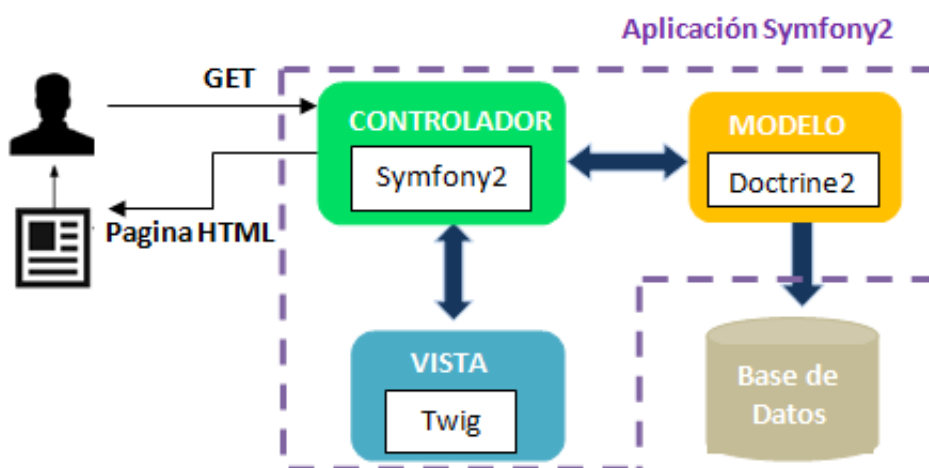 Aplicación Symfony2
GET
CONTROLADOR
Symfony2
MODELO
Doctrine2
Pagina HTML
VISTA
Twig
Base de
Datos